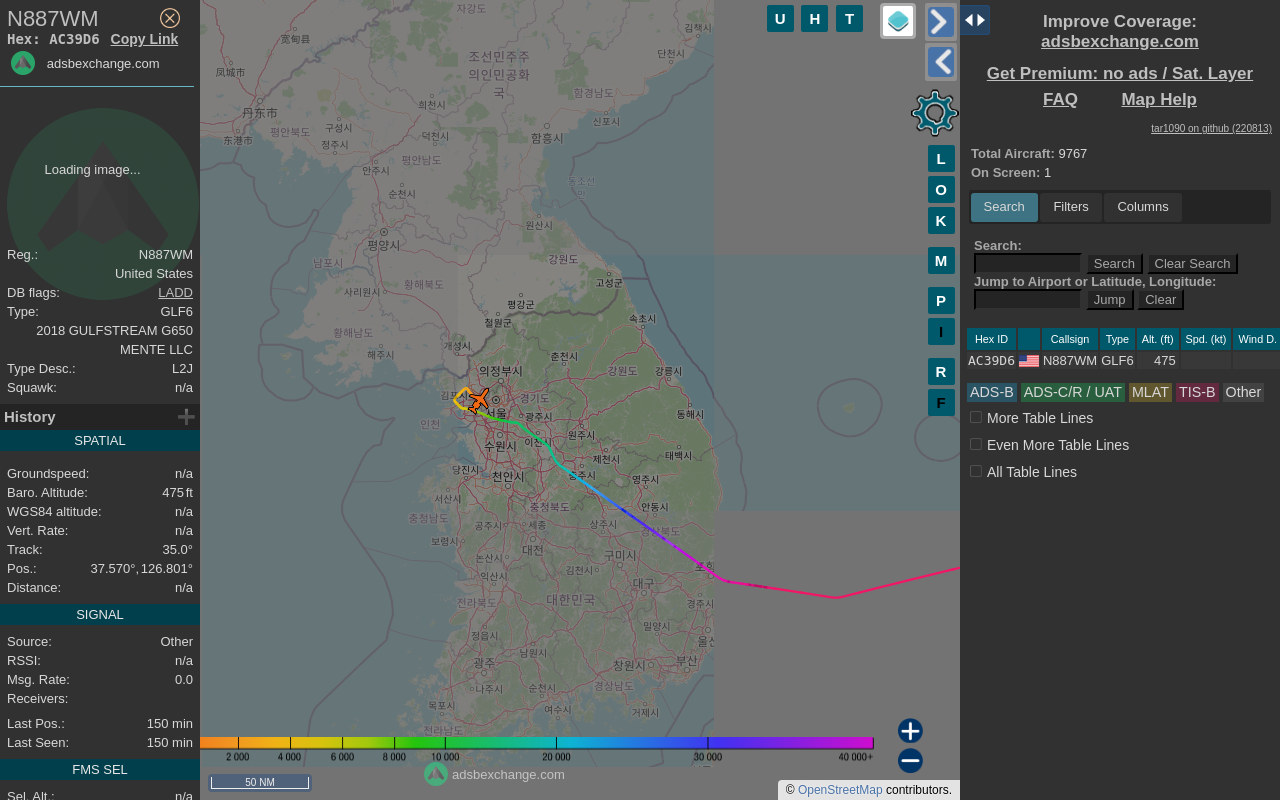 N887WM
Hex: AC39D6 Copy Link
adsbexchange.com
Loading image...
Reg.: N887WM
United States
DB flags: LADD
Type: GLF6
2018 GULFSTREAM G650
MENTE LLC
Type Desc.: L2J
Squawk: n/a
History
SPATIAL
Groundspeed: n/a
Baro. Altitude: 475 ft
WGS84 altitude: n/a
Vert. Rate: n/a
Track: 35.0°
Pos.: 37.570°, 126.801°
Distance: n/a
SIGNAL
Source: Other
RSSI: n/a
Msg. Rate: 0.0
Receivers:
Last Pos.: 150 min
Last Seen: 150 min
FMS SEL
Sel. Alt.: n/a
자강도
김책시
宽甸县
단천시
조선민주주
의인민공화
국
凤城市
함경남도
丹东市
희천시
신포시
구성시
평안북도
东港市
정주시
덕천시
함흥시
평안남도
안주시
순천시
동조선
만
원산시
평양시
남포시
강원도
고성군
황해북도
사리원시
평강군
철원군
속초시
황해남도
개성시
해주시
춘천시
의정부시
강원도
강릉시
경기도
서울
광주시
동해시
인천
원주시
이천시
수원시
제천시
태백시
당진시
천안시
충주시
영주시
서산시
충청북도
안동시
충청남도
공주시
세종
상주시
경상북도
보령시
대전
구미시
논산시
김천시
익산시
대구
대한민국
경주시
전라북도
밀양시
정읍시
울산
남원시
광주
창원시
부산
나주시
순천시
경상남도
목포시
여수시
거제시
전라남도
U H T
L
O
K
M
P
I
R
F
2 000 4 000 6 000 8 000 10 000 20 000 30 000 40 000+
50 NM
adsbexchange.com
© OpenStreetMap contributors.
Improve Coverage:
adsbexchange.com
Get Premium: no ads / Sat. Layer
FAQ Map Help
tar1090 on github (220813)
Total Aircraft: 9767
On Screen: 1
Search Filters Columns
Search:
Search Clear Search
Jump to Airport or Latitude, Longitude:
Jump Clear
Hex ID Callsign Type Alt. (ft) Spd. (kt) Wind D.
AC39D6 N887WM GLF6 475
ADS-B ADS-C/R / UAT MLAT TIS-B Other
More Table Lines
Even More Table Lines
All Table Lines